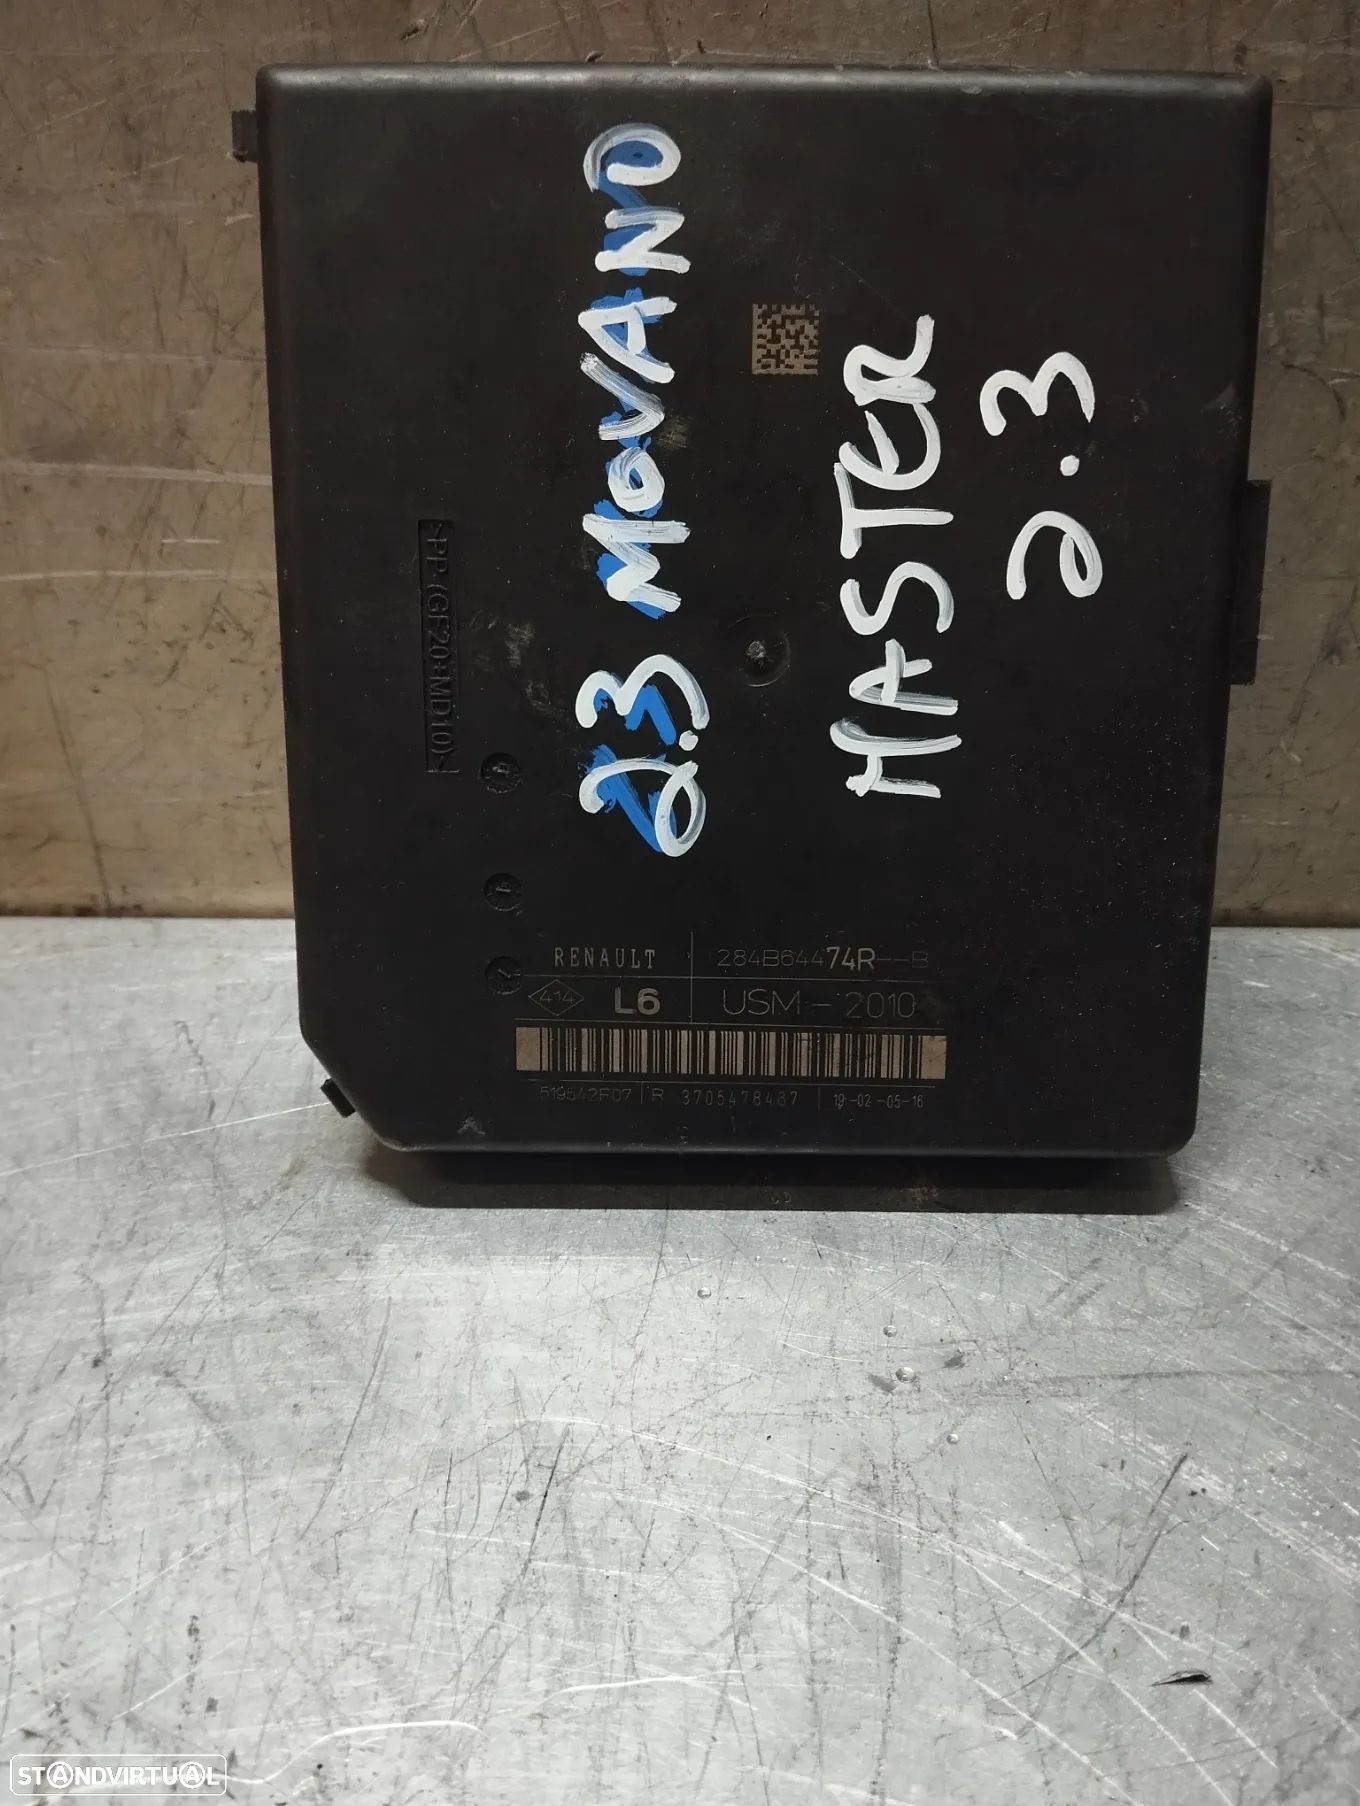 2.3 MOVANO
MASTER
2.3
>PP-(GF20+MD10)<
RENAULT 284B64474R--B
414 L6 USM-2010
519542F07 R 3705478487 19-02-05-16
STANDVIRTUAL